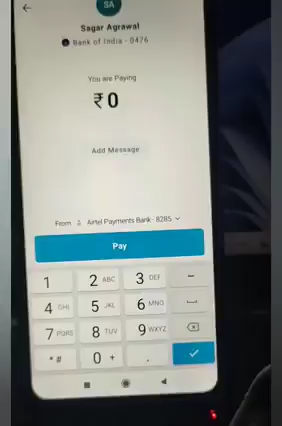 SA
Sagar Agrawal
Bank of India - 0476
You are Paying
₹0
Add Message
From Airtel Payments Bank - 8285
Pay
1
2 ABC
3 DEF
-
4 GHI
5 JKL
6 MNO
7 PQRS
8 TUV
9 WXYZ
* #
0 +
.